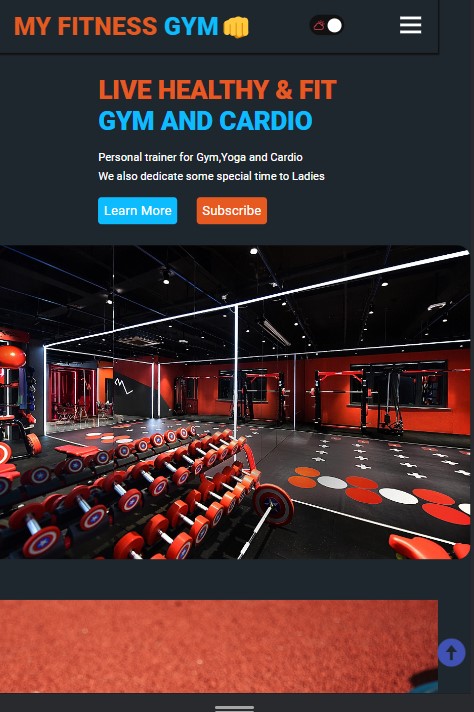 MY FITNESS GYM
LIVE HEALTHY & FIT
GYM AND CARDIO
Personal trainer for Gym,Yoga and Cardio
We also dedicate some special time to Ladies
Learn More
Subscribe